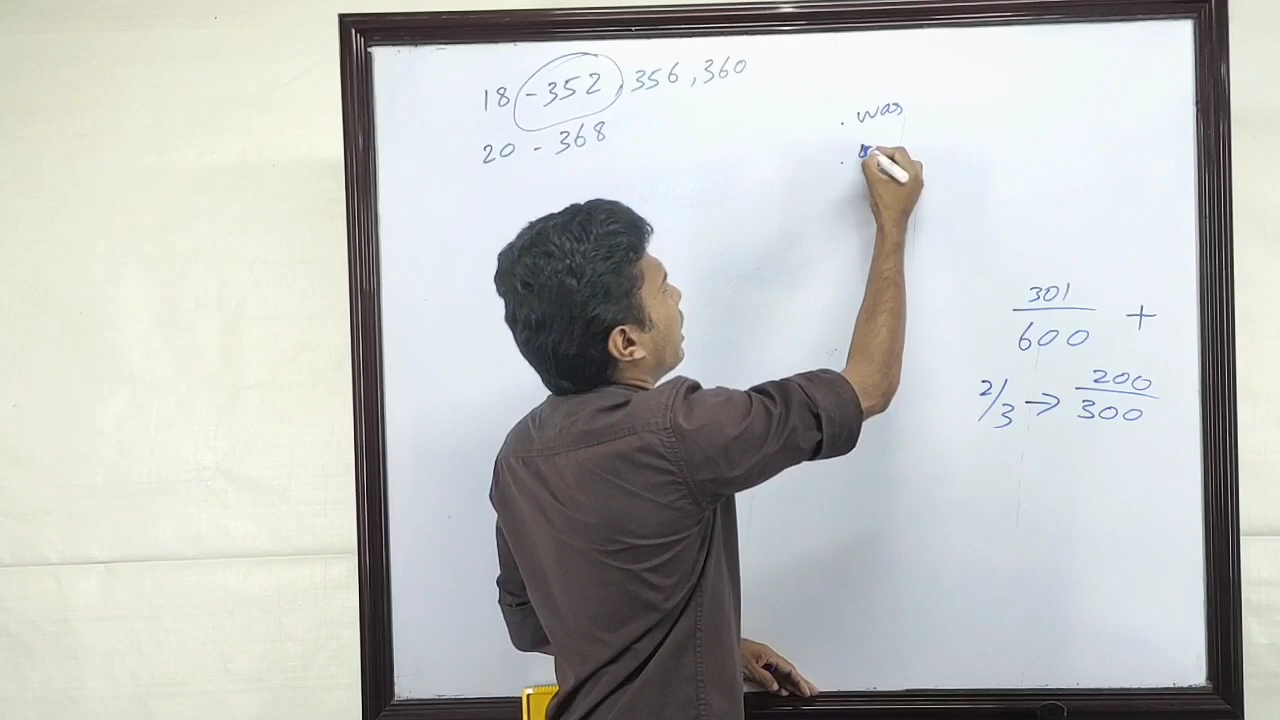 18 - 352, 356, 360
20 - 368
. was
.
301
600 +
2/3 → 200
300